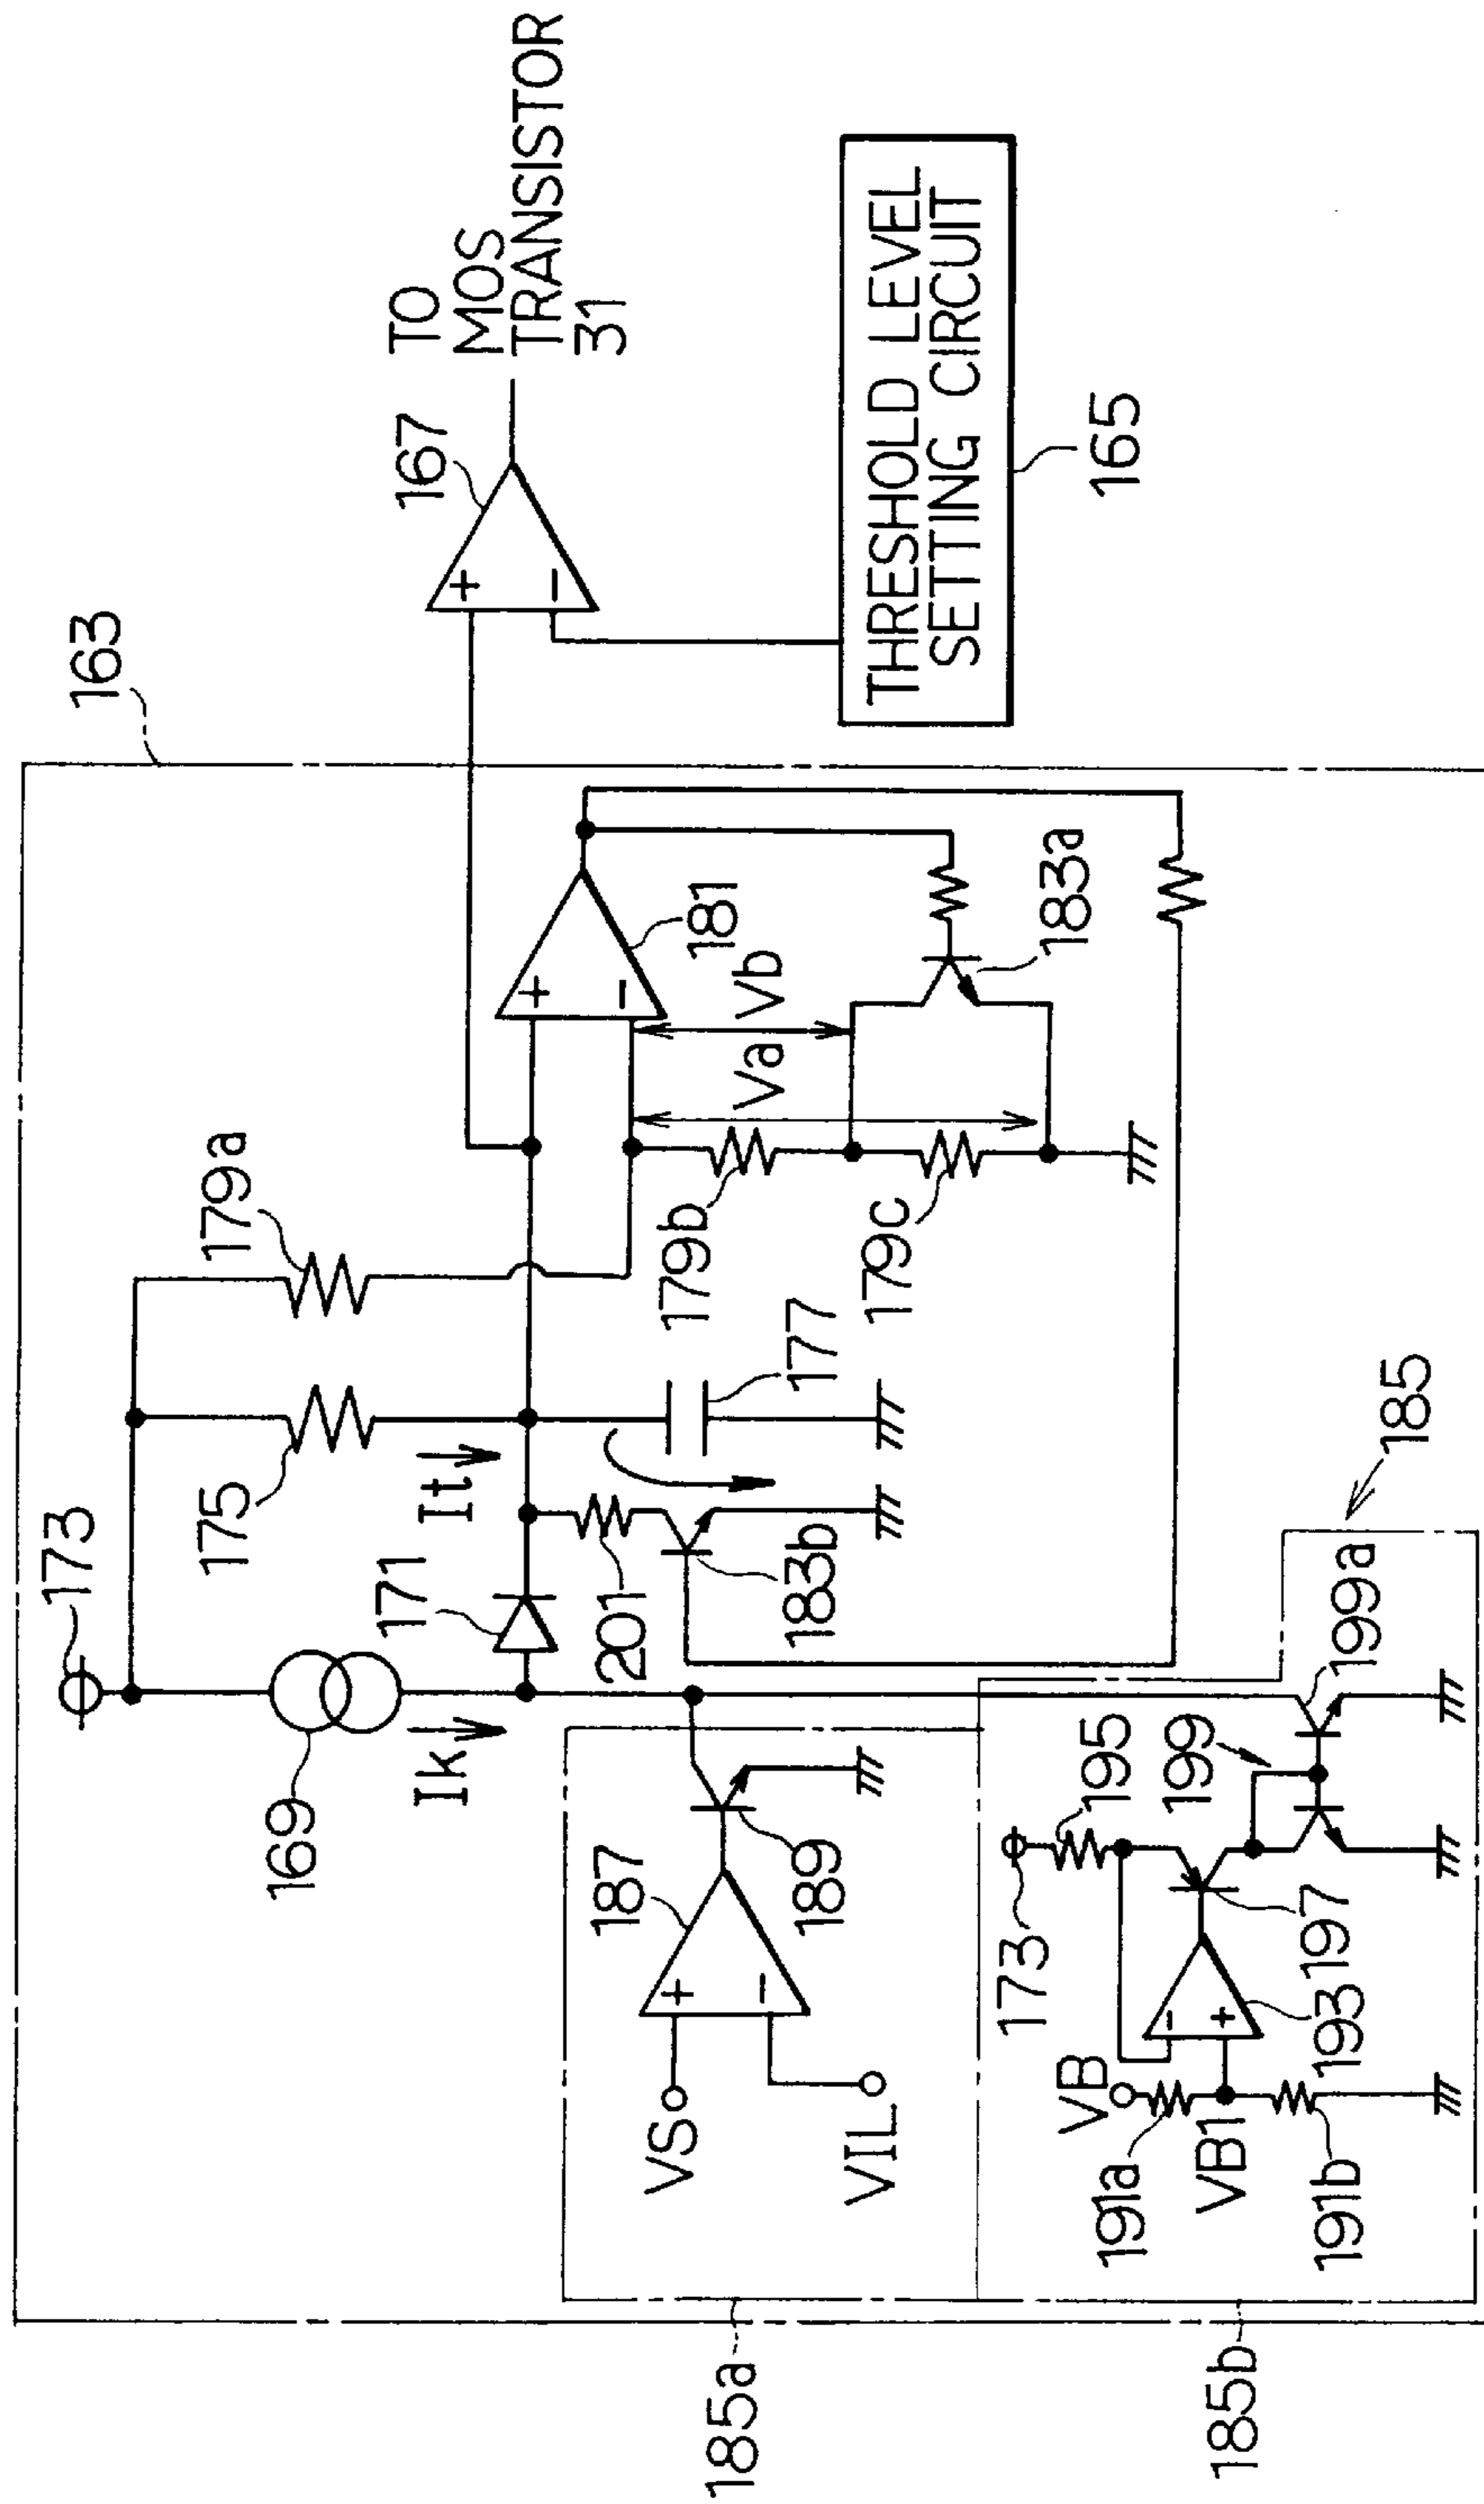 163
173
175
179a
167
TO
MOS
TRANSISTOR
31
169
IK
171
It
+
−
181
+
−
201
177
179b
Va
Vb
179c
183a
183b
THRESHOLD LEVEL
SETTING CIRCUIT
165
185
187
VS
+
−
VIL
189
185a
173
195
199
199a
VB
191a
VB1
191b
−
+
193
197
185b